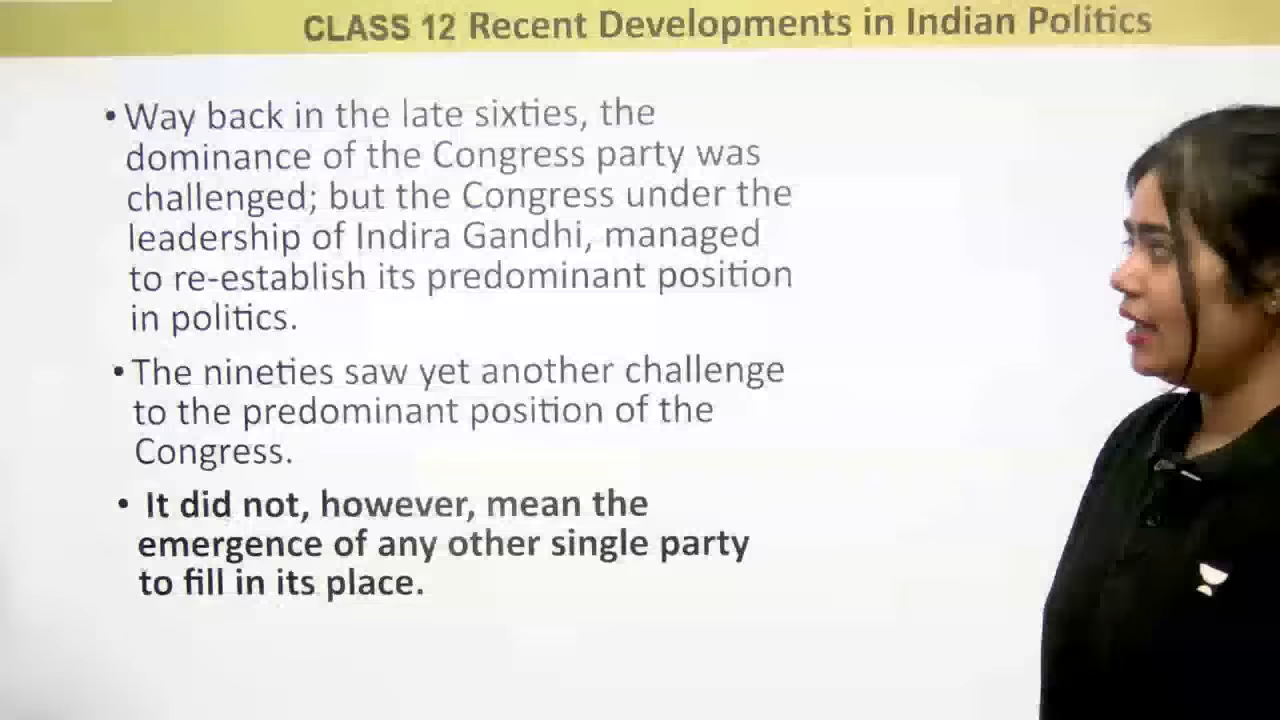 CLASS 12 Recent Developments in Indian Politics
• Way back in the late sixties, the
dominance of the Congress party was
challenged; but the Congress under the
leadership of Indira Gandhi, managed
to re-establish its predominant position
in politics.
• The nineties saw yet another challenge
to the predominant position of the
Congress.
• It did not, however, mean the
emergence of any other single party
to fill in its place.